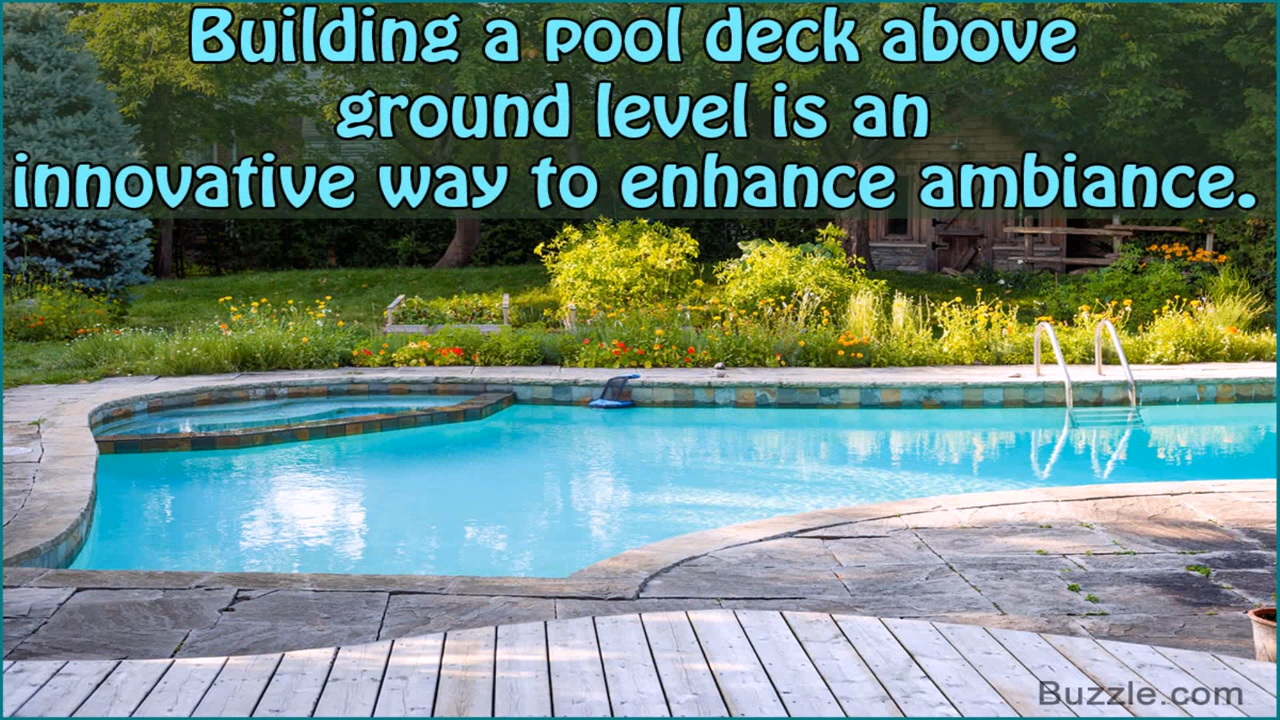 Building a pool deck above
ground level is an
innovative way to enhance ambiance.
Buzzle.com